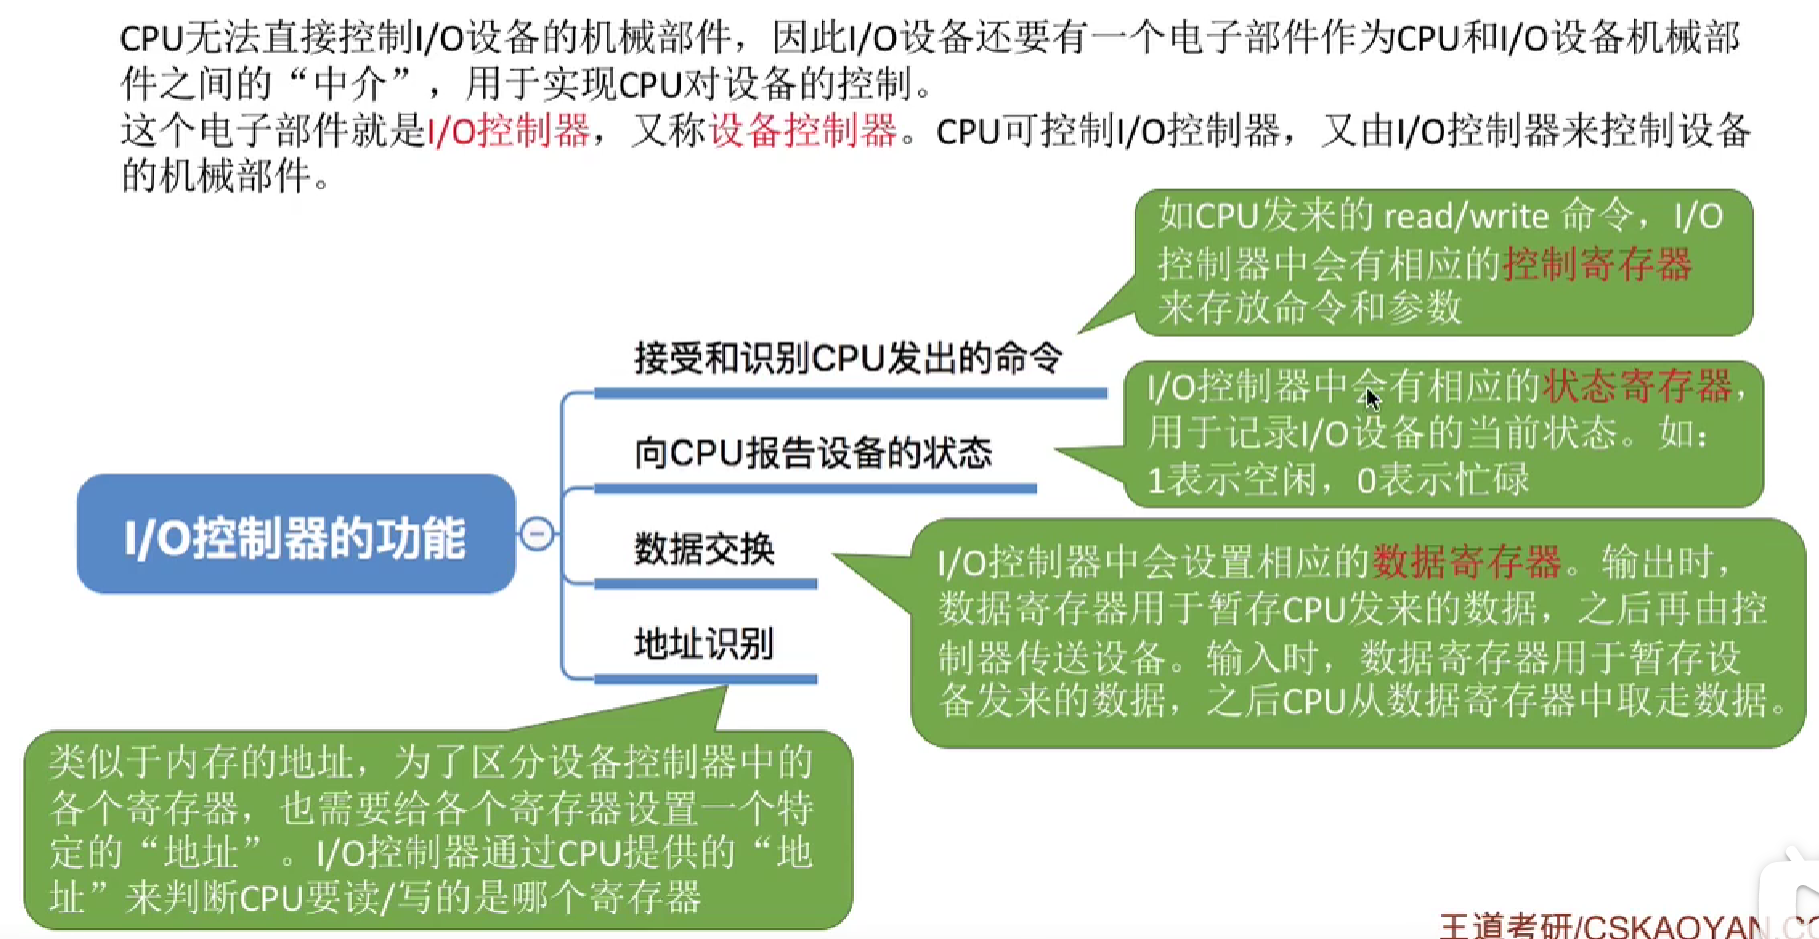 CPU无法直接控制I/O设备的机械部件，因此I/O设备还要有一个电子部件作为CPU和I/O设备机械部
件之间的“中介”，用于实现CPU对设备的控制。
这个电子部件就是I/O控制器，又称设备控制器。CPU可控制I/O控制器，又由I/O控制器来控制设备
的机械部件。
如CPU发来的 read/write 命令，I/O
控制器中会有相应的控制寄存器
来存放命令和参数
接受和识别CPU发出的命令
I/O控制器中会有相应的状态寄存器，
用于记录I/O设备的当前状态。如：
1表示空闲，0表示忙碌
向CPU报告设备的状态
I/O控制器的功能
数据交换
I/O控制器中会设置相应的数据寄存器。输出时，
数据寄存器用于暂存CPU发来的数据，之后再由控
制器传送设备。输入时，数据寄存器用于暂存设
备发来的数据，之后CPU从数据寄存器中取走数据。
地址识别
类似于内存的地址，为了区分设备控制器中的
各个寄存器，也需要给各个寄存器设置一个特
定的“地址”。I/O控制器通过CPU提供的“地
址”来判断CPU要读/写的是哪个寄存器
王道考研/CSKAOYAN.CO